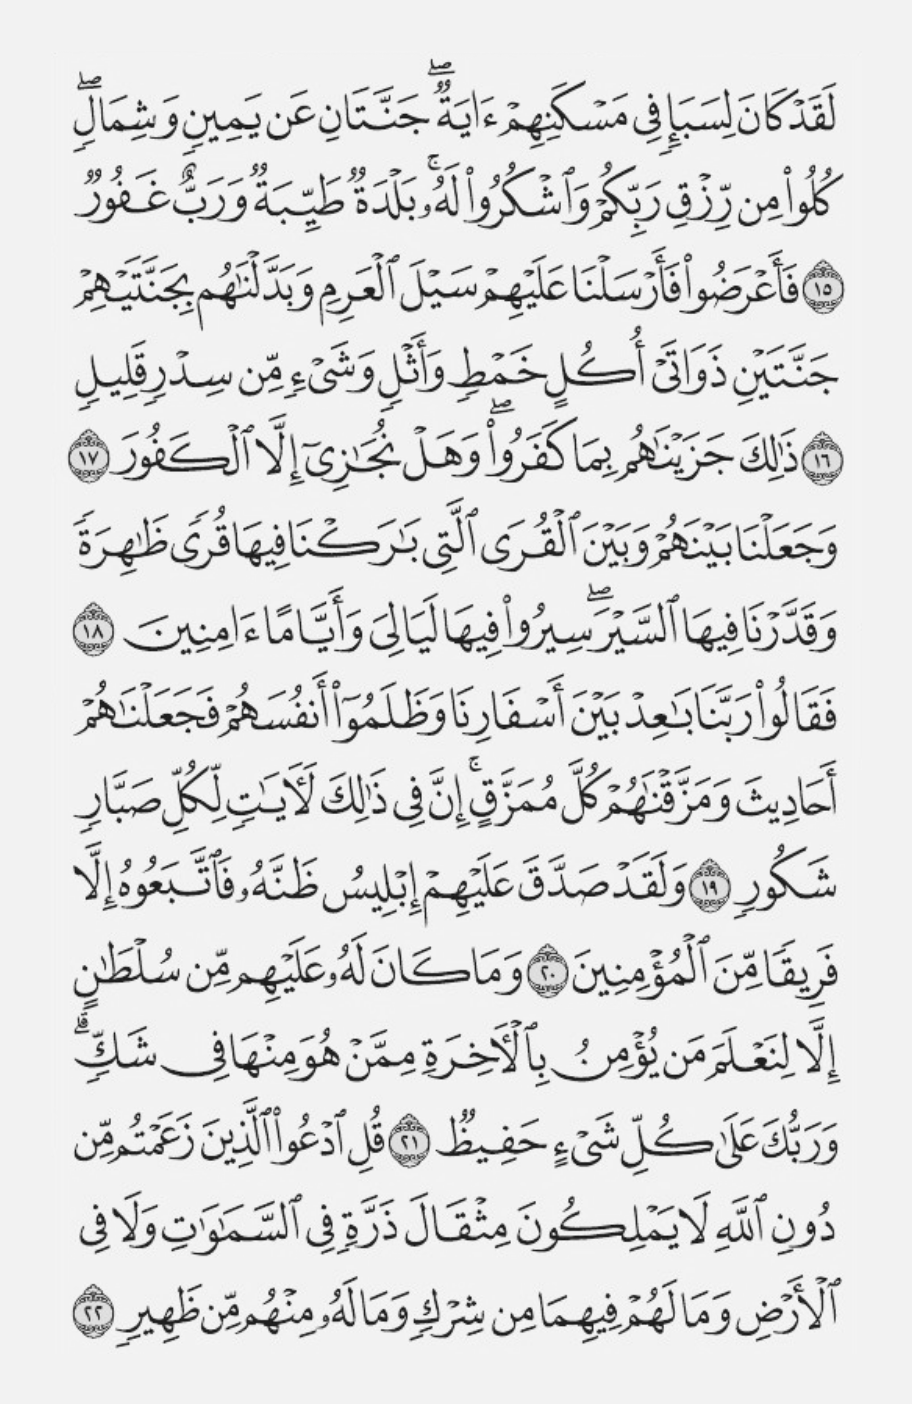 لَقَدۡ كَانَ لِسَبَإٖ فِي مَسۡكَنِهِمۡ ءَايَةٞۖ جَنَّتَانِ عَن يَمِينٖ وَشِمَالٖۖ
كُلُواْ مِن رِّزۡقِ رَبِّكُمۡ وَٱشۡكُرُواْ لَهُۥۚ بَلۡدَةٞ طَيِّبَةٞ وَرَبٌّ غَفُورٞ
١٥ فَأَعۡرَضُواْ فَأَرۡسَلۡنَا عَلَيۡهِمۡ سَيۡلَ ٱلۡعَرِمِ وَبَدَّلۡنَٰهُم بِجَنَّتَيۡهِمۡ
جَنَّتَيۡنِ ذَوَاتَيۡ أُكُلٍ خَمۡطٖ وَأَثۡلٖ وَشَيۡءٖ مِّن سِدۡرٖ قَلِيلٖ
١٦ ذَٰلِكَ جَزَيۡنَٰهُم بِمَا كَفَرُواْۖ وَهَلۡ نُجَٰزِيٓ إِلَّا ٱلۡكَفُورَ ١٧
وَجَعَلۡنَا بَيۡنَهُمۡ وَبَيۡنَ ٱلۡقُرَى ٱلَّتِي بَٰرَكۡنَا فِيهَا قُرٗى ظَٰهِرَةٗ
وَقَدَّرۡنَا فِيهَا ٱلسَّيۡرَۖ سِيرُواْ فِيهَا لَيَالِيَ وَأَيَّامًا ءَامِنِينَ ١٨
فَقَالُواْ رَبَّنَا بَٰعِدۡ بَيۡنَ أَسۡفَارِنَا وَظَلَمُوٓاْ أَنفُسَهُمۡ فَجَعَلۡنَٰهُمۡ
أَحَادِيثَ وَمَزَّقۡنَٰهُمۡ كُلَّ مُمَزَّقٍۚ إِنَّ فِي ذَٰلِكَ لَأٓيَٰتٖ لِّكُلِّ صَبَّارٖ
شَكُورٖ ١٩ وَلَقَدۡ صَدَّقَ عَلَيۡهِمۡ إِبۡلِيسُ ظَنَّهُۥ فَٱتَّبَعُوهُ إِلَّا
فَرِيقٗا مِّنَ ٱلۡمُؤۡمِنِينَ ٢٠ وَمَا كَانَ لَهُۥ عَلَيۡهِم مِّن سُلۡطَٰنٍ
إِلَّا لِنَعۡلَمَ مَن يُؤۡمِنُ بِٱلۡأٓخِرَةِ مِمَّنۡ هُوَ مِنۡهَا فِي شَكّٖۗ
وَرَبُّكَ عَلَىٰ كُلِّ شَيۡءٍ حَفِيظٞ ٢١ قُلِ ٱدۡعُواْ ٱلَّذِينَ زَعَمۡتُم مِّن
دُونِ ٱللَّهِ لَا يَمۡلِكُونَ مِثۡقَالَ ذَرَّةٖ فِي ٱلسَّمَٰوَٰتِ وَلَا فِي
ٱلۡأَرۡضِ وَمَا لَهُمۡ فِيهِمَا مِن شِرۡكٖ وَمَا لَهُۥ مِنۡهُم مِّن ظَهِيرٖ ٢٢